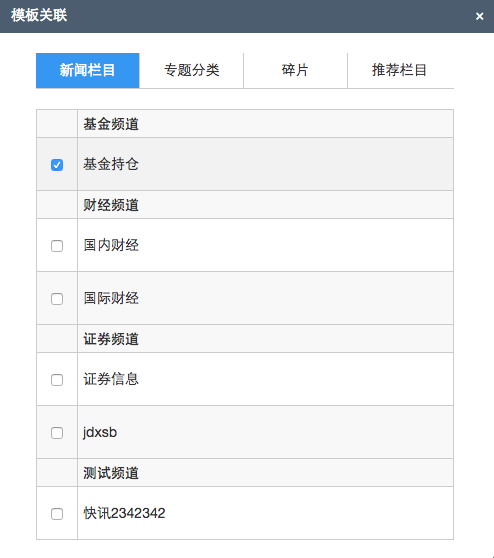 模板关联 ×
新闻栏目 专题分类 碎片 推荐栏目
基金频道
基金持仓
财经频道
国内财经
国际财经
证券频道
证券信息
jdxsb
测试频道
快讯2342342